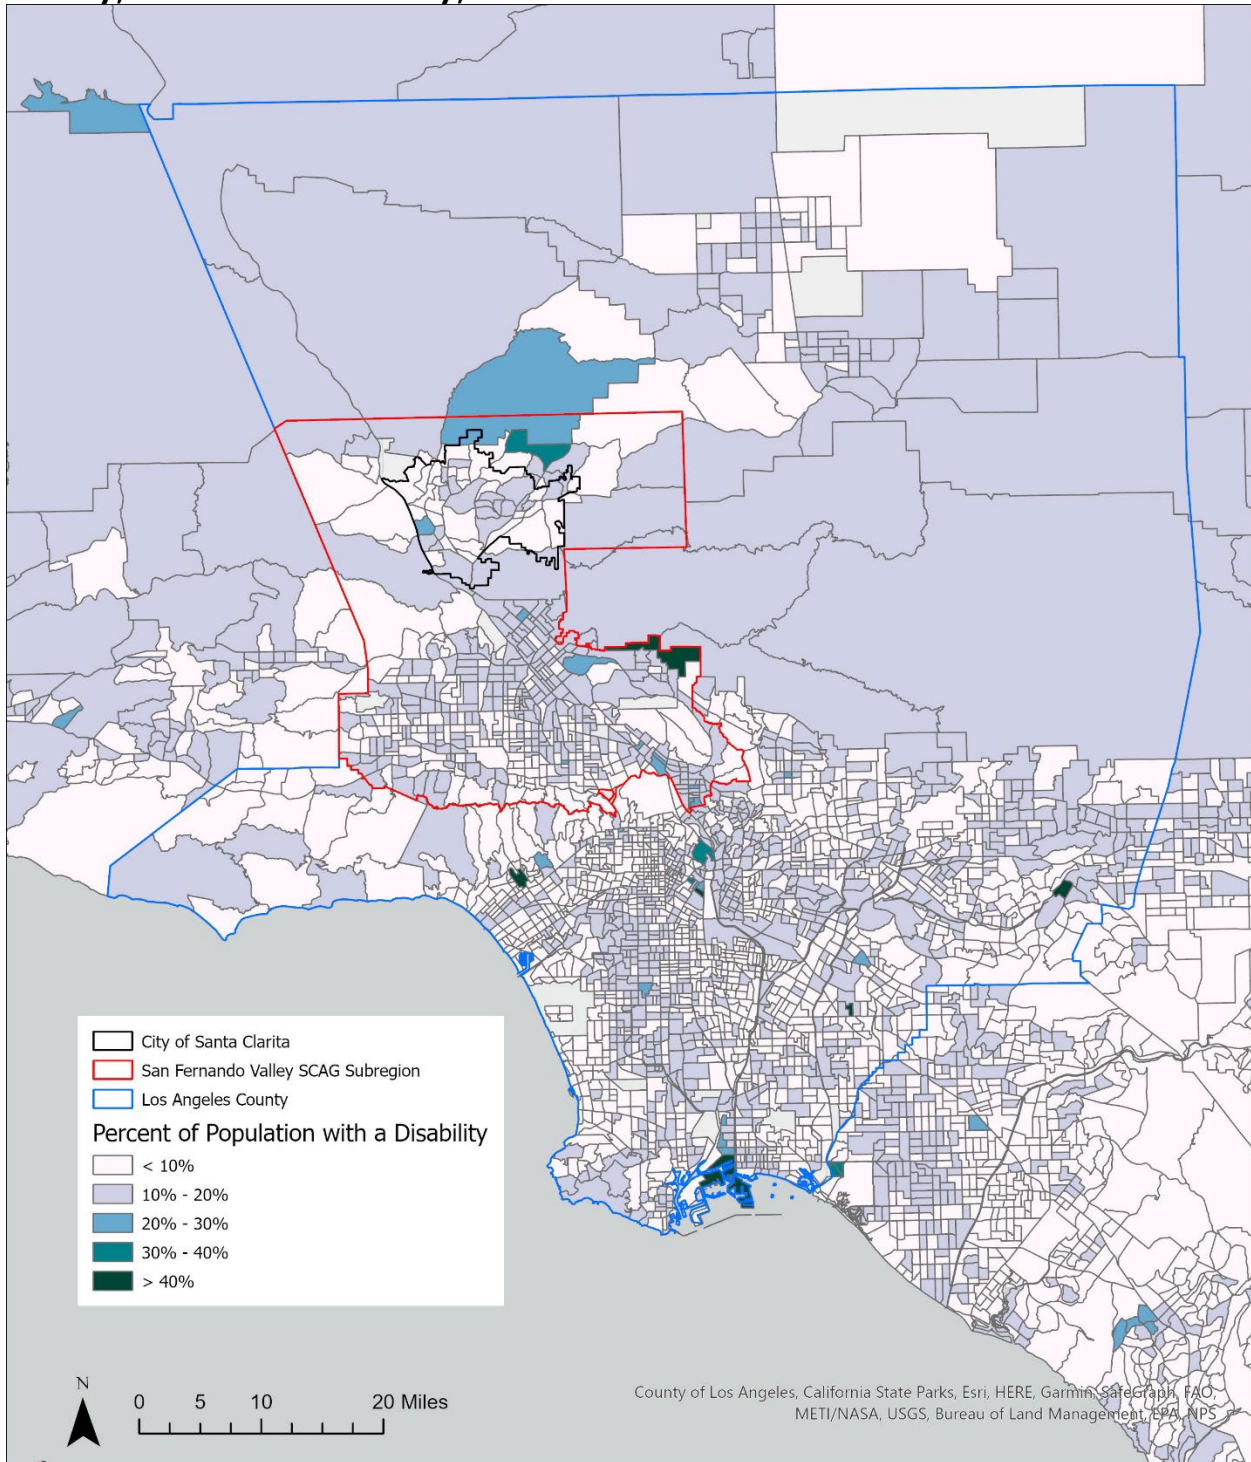 City of Santa Clarita
San Fernando Valley SCAG Subregion
Los Angeles County
Percent of Population with a Disability
< 10%
10% - 20%
20% - 30%
30% - 40%
> 40%
N
0 5 10 20 Miles
County of Los Angeles, California State Parks, Esri, HERE, Garmin, SafeGraph, FAO,
METI/NASA, USGS, Bureau of Land Management, EPA, NPS